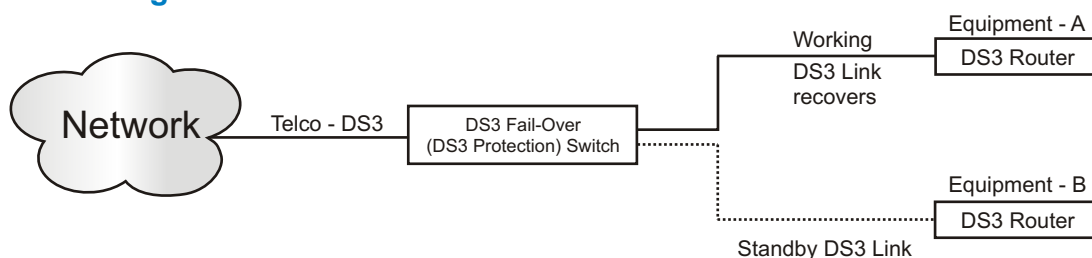 Network
Telco - DS3
DS3 Fail-Over
(DS3 Protection) Switch
Working
DS3 Link
recovers
Equipment - A
DS3 Router
Equipment - B
DS3 Router
Standby DS3 Link